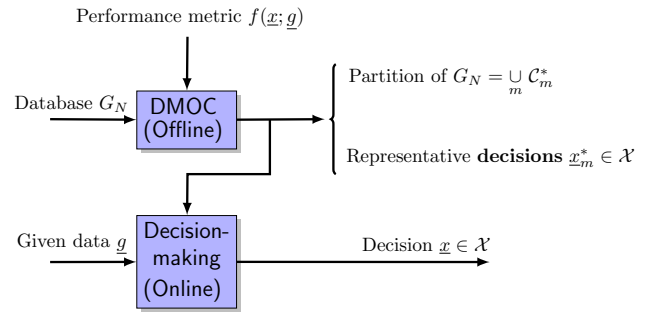 Performance metric f(x; g)
Partition of G_N = ∪_m C*_m
Database G_N
DMOC
(Offline)
Representative decisions x*_m ∈ X
Given data g
Decision-
making
(Online)
Decision x ∈ X